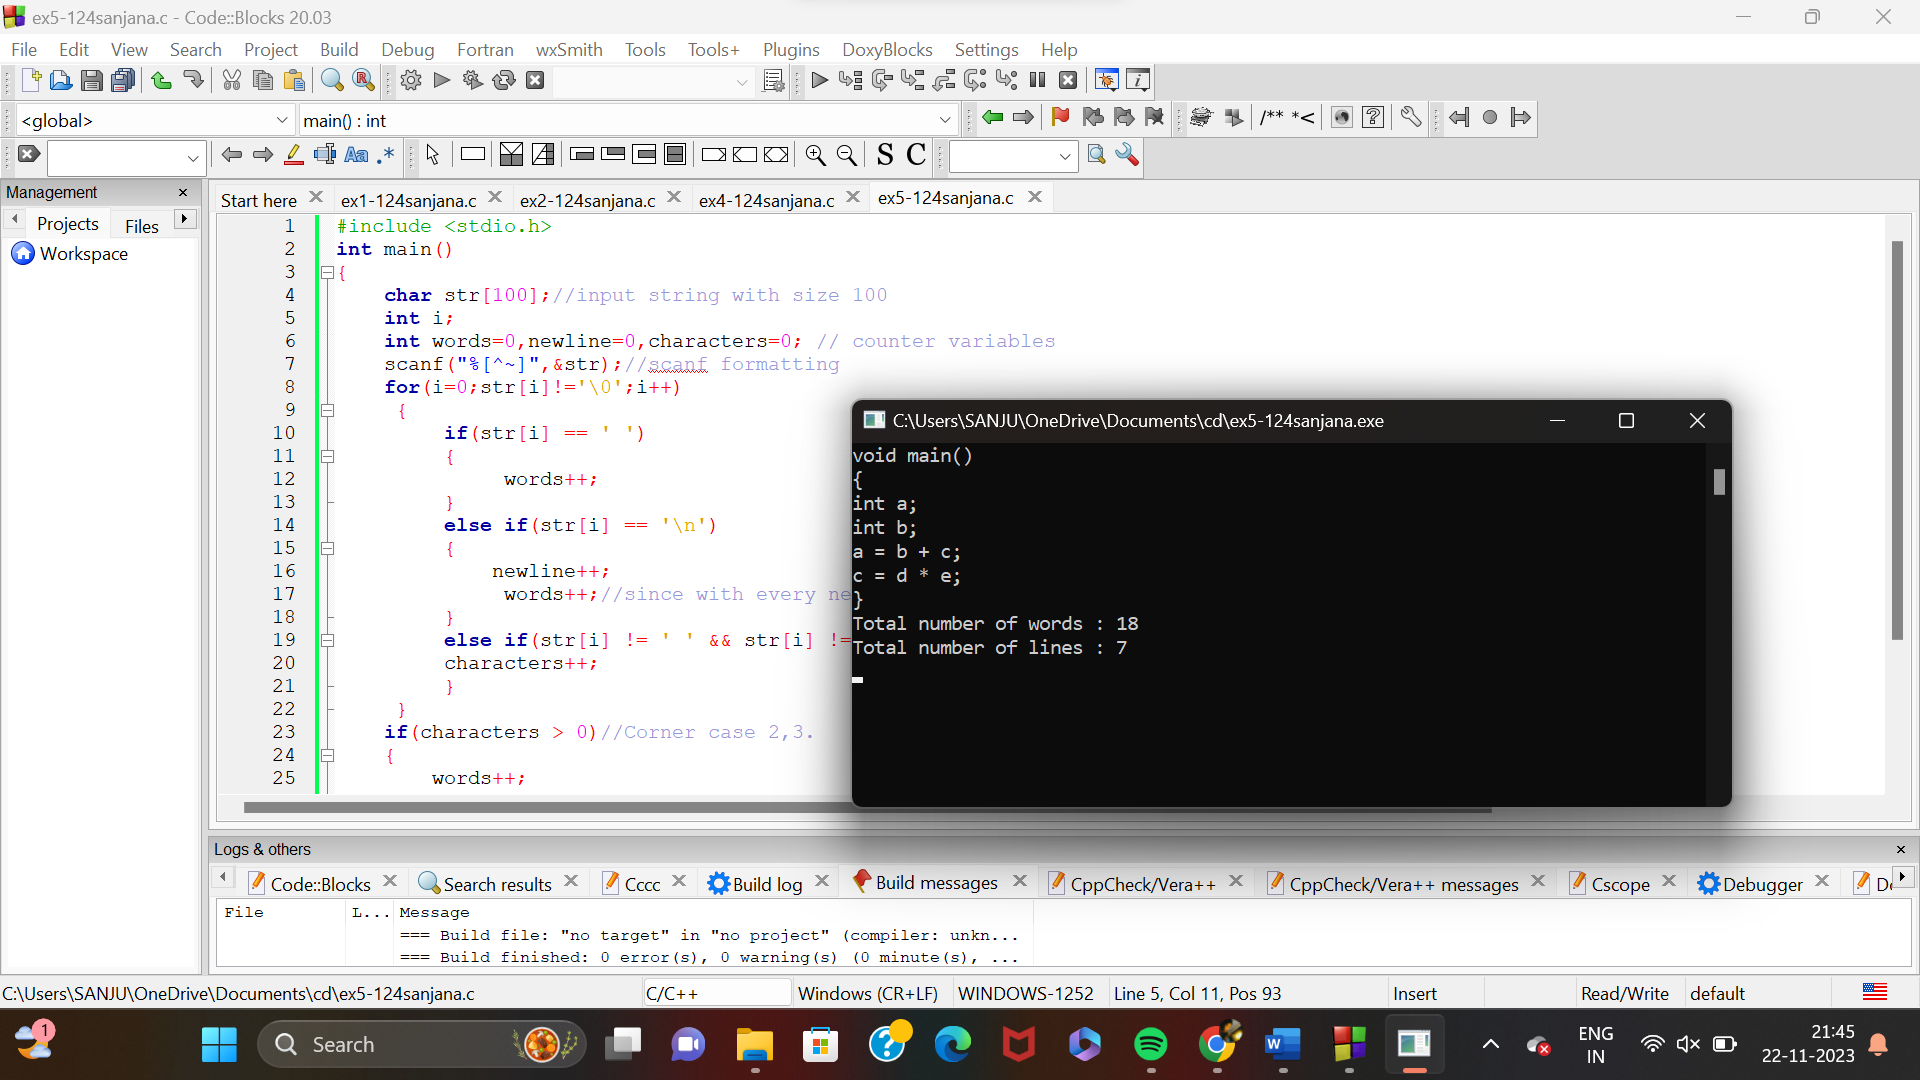 ex5-124sanjana.c - Code::Blocks 20.03
File Edit View Search Project Build Debug Fortran wxSmith Tools Tools+ Plugins DoxyBlocks Settings Help
<global> main() : int
/** *<
Aa .* S C
Management
Projects Files
Workspace
Start here ex1-124sanjana.c ex2-124sanjana.c ex4-124sanjana.c ex5-124sanjana.c
1 #include <stdio.h>
2 int main()
3 {
4 char str[100];//input string with size 100
5 int i;
6 int words=0,newline=0,characters=0; // counter variables
7 scanf("%[^~]",&str);//scanf formatting
8 for(i=0;str[i]!='\0';i++)
9 {
10 if(str[i] == ' ')
11 {
12 words++;
13 }
14 else if(str[i] == '\n')
15 {
16 newline++;
17 words++;//since with every ne
18 }
19 else if(str[i] != ' ' && str[i] !=
20 characters++;
21 }
22 }
23 if(characters > 0)//Corner case 2,3.
24 {
25 words++;
C:\Users\SANJU\OneDrive\Documents\cd\ex5-124sanjana.exe
void main()
{
int a;
int b;
a = b + c;
c = d * e;
}
Total number of words : 18
Total number of lines : 7
Logs & others
Code::Blocks Search results Cccc Build log Build messages CppCheck/Vera++ CppCheck/Vera++ messages Cscope Debugger
File L... Message
=== Build file: "no target" in "no project" (compiler: unkn...
=== Build finished: 0 error(s), 0 warning(s) (0 minute(s), ...
C:\Users\SANJU\OneDrive\Documents\cd\ex5-124sanjana.c C/C++ Windows (CR+LF) WINDOWS-1252 Line 5, Col 11, Pos 93 Insert Read/Write default
1 Search ENG IN 21:45 22-11-2023